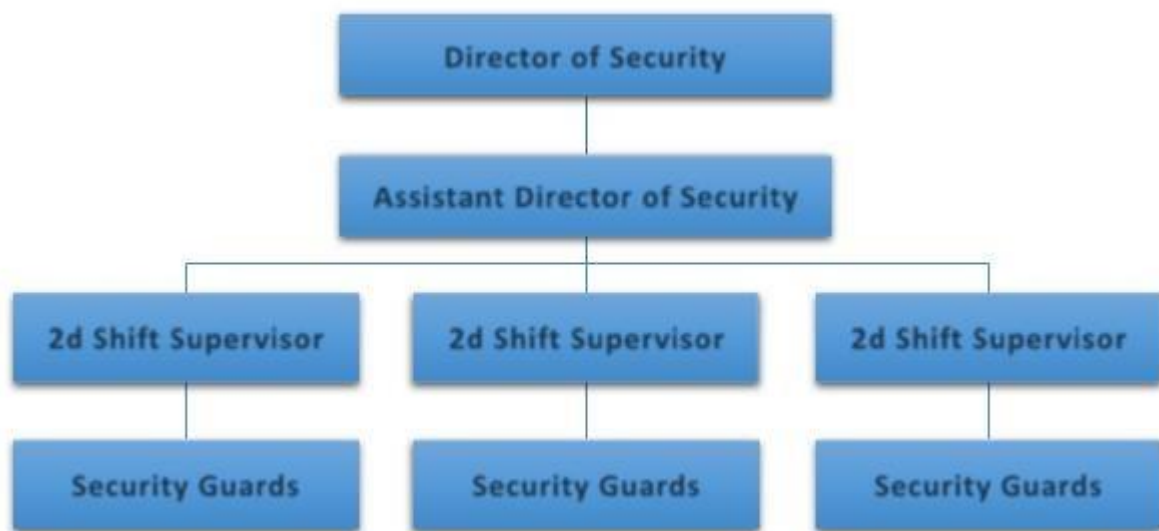 Director of Security
Assistant Director of Security
2d Shift Supervisor
2d Shift Supervisor
2d Shift Supervisor
Security Guards
Security Guards
Security Guards